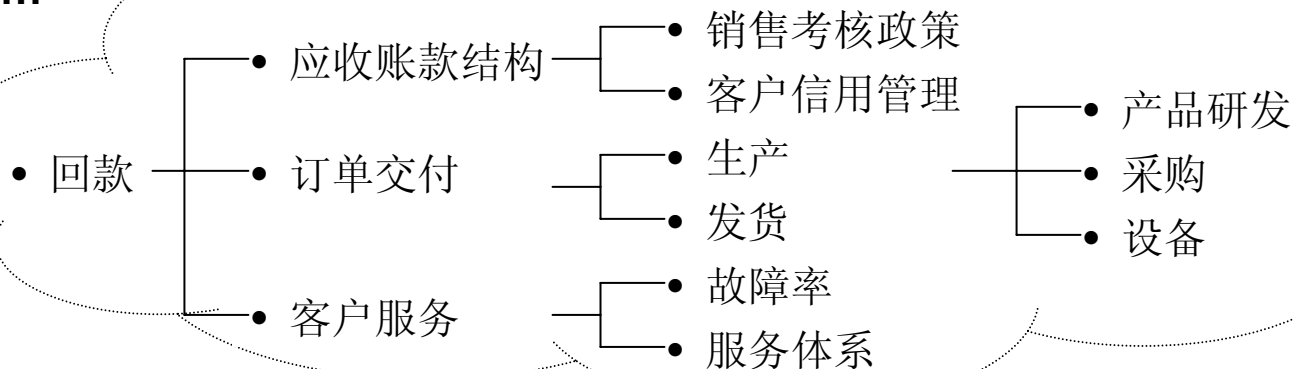 • 回款
• 应收账款结构
• 订单交付
• 客户服务
• 销售考核政策
• 客户信用管理
• 生产
• 发货
• 故障率
• 服务体系
• 产品研发
• 采购
• 设备